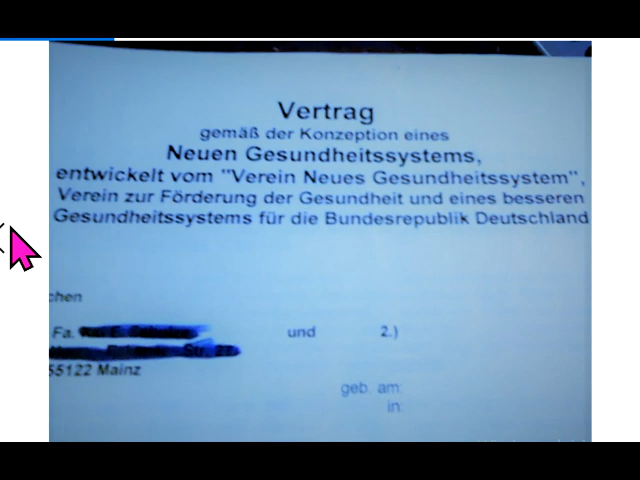 Vertrag
gemäß der Konzeption eines
Neuen Gesundheitssystems,
entwickelt vom "Verein Neues Gesundheitssystem",
Verein zur Förderung der Gesundheit und eines besseren
Gesundheitssystems für die Bundesrepublik Deutschland
chen
Fa. und 2.)
55122 Mainz
geb. am:
in: